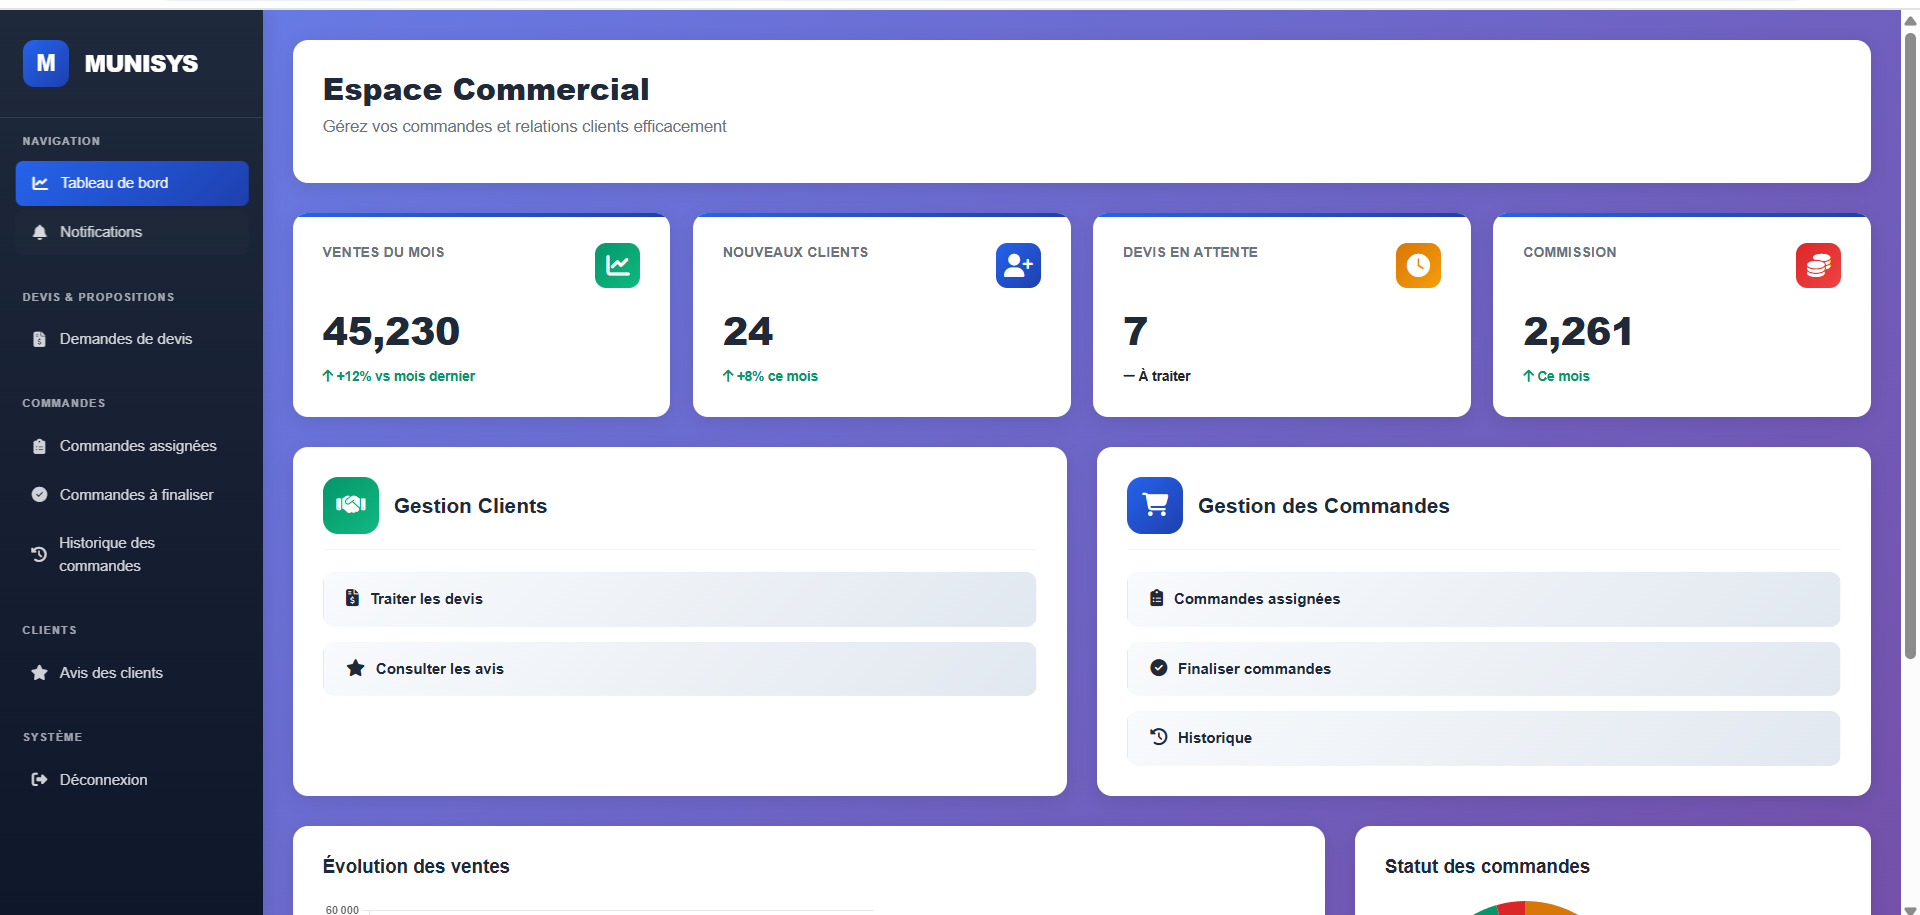 M MUNISYS
NAVIGATION
Tableau de bord
Notifications
DEVIS & PROPOSITIONS
Demandes de devis
COMMANDES
Commandes assignées
Commandes à finaliser
Historique des
commandes
CLIENTS
Avis des clients
SYSTÈME
Déconnexion
Espace Commercial
Gérez vos commandes et relations clients efficacement
VENTES DU MOIS
45,230
+12% vs mois dernier
NOUVEAUX CLIENTS
24
+8% ce mois
DEVIS EN ATTENTE
7
À traiter
COMMISSION
2,261
Ce mois
Gestion Clients
Traiter les devis
Consulter les avis
Gestion des Commandes
Commandes assignées
Finaliser commandes
Historique
Évolution des ventes
60 000
Statut des commandes